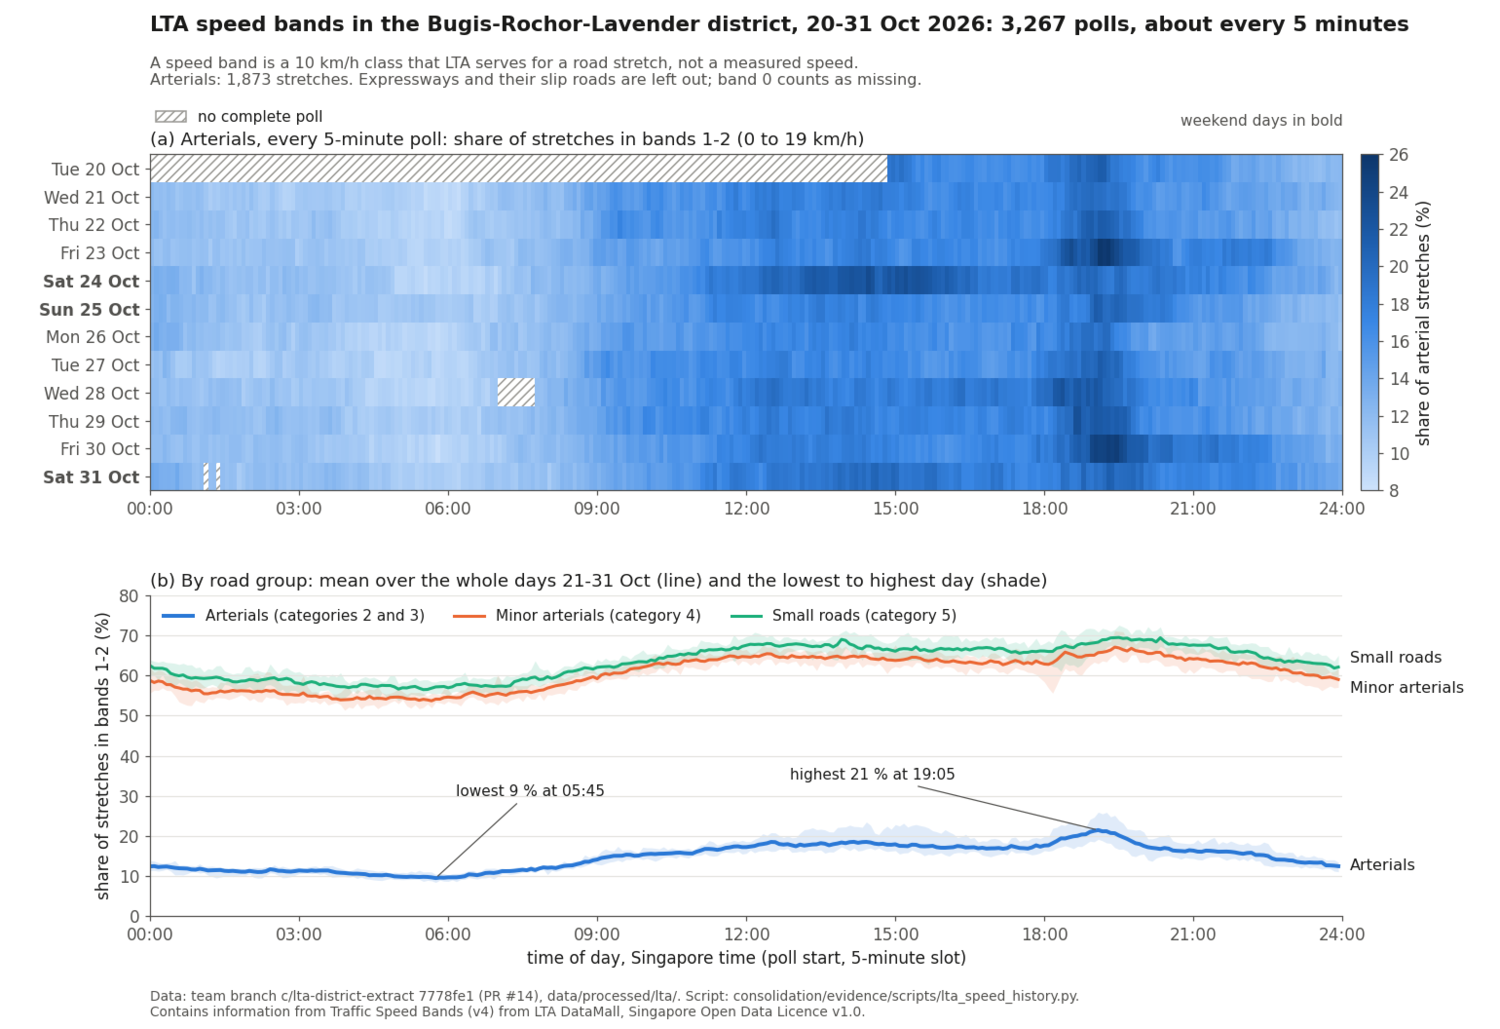 LTA speed bands in the Bugis-Rochor-Lavender district, 20-31 Oct 2026: 3,267 polls, about every 5 minutes
A speed band is a 10 km/h class that LTA serves for a road stretch, not a measured speed.
Arterials: 1,873 stretches. Expressways and their slip roads are left out; band 0 counts as missing.
no complete poll
weekend days in bold
(a) Arterials, every 5-minute poll: share of stretches in bands 1-2 (0 to 19 km/h)
Tue 20 Oct
Wed 21 Oct
Thu 22 Oct
Fri 23 Oct
Sat 24 Oct
Sun 25 Oct
Mon 26 Oct
Tue 27 Oct
Wed 28 Oct
Thu 29 Oct
Fri 30 Oct
Sat 31 Oct
00:00 03:00 06:00 09:00 12:00 15:00 18:00 21:00 24:00
26
24
22
20
18
16
14
12
10
8
share of arterial stretches (%)
(b) By road group: mean over the whole days 21-31 Oct (line) and the lowest to highest day (shade)
80
70
60
50
40
30
20
10
0
share of stretches in bands 1-2 (%)
Arterials (categories 2 and 3) Minor arterials (category 4) Small roads (category 5)
Small roads
Minor arterials
highest 21 % at 19:05
lowest 9 % at 05:45
Arterials
00:00 03:00 06:00 09:00 12:00 15:00 18:00 21:00 24:00
time of day, Singapore time (poll start, 5-minute slot)
Data: team branch c/lta-district-extract 7778fe1 (PR #14), data/processed/lta/. Script: consolidation/evidence/scripts/lta_speed_history.py.
Contains information from Traffic Speed Bands (v4) from LTA DataMall, Singapore Open Data Licence v1.0.